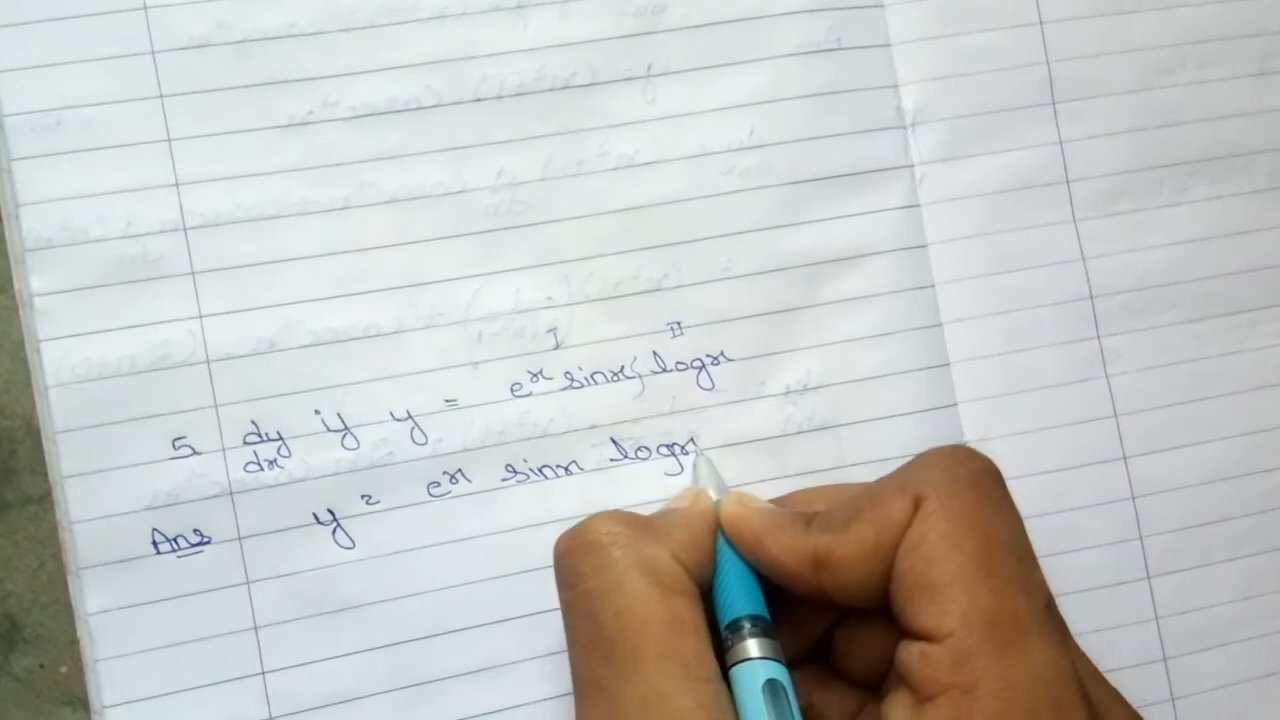 I II
5. dy/dx if y = e^x sinx logx
Ans y = e^x sinx logx